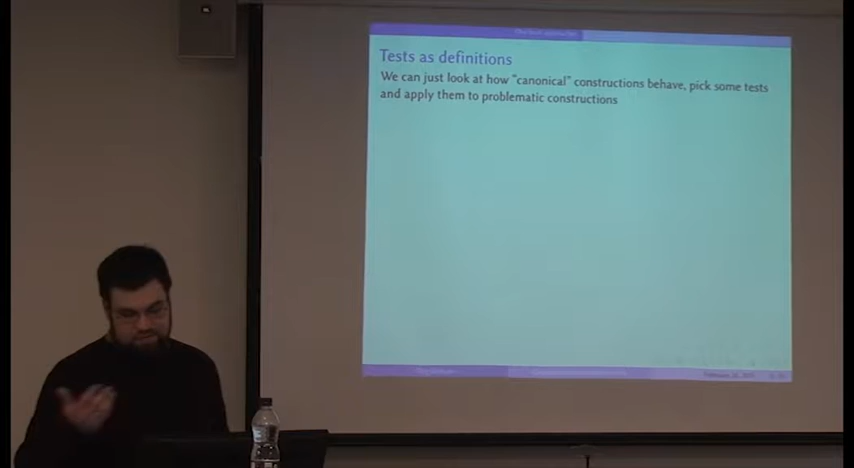 Tests as definitions
We can just look at how "canonical" constructions behave, pick some tests
and apply them to problematic constructions